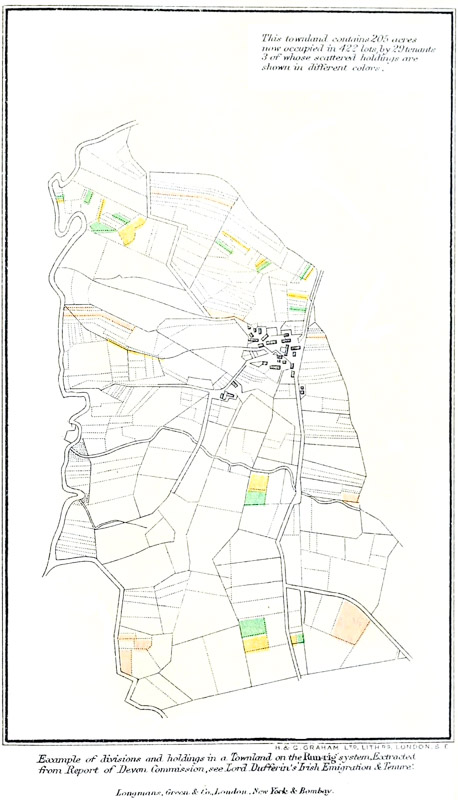 This townland contains 205 acres
now occupied in 422 lots, by 29 tenants
3 of whose scattered holdings are
shown in different colors.
H. & C. GRAHAM, LTD, LITHRS, LONDON, S.E.
Example of divisions and holdings in a Townland on the Runrig system. Extracted
from Report of Devon Commission, see Lord Dufferin's 'Irish Emigration & Tenure'.
Longmans, Green & Co., London, New York & Bombay.